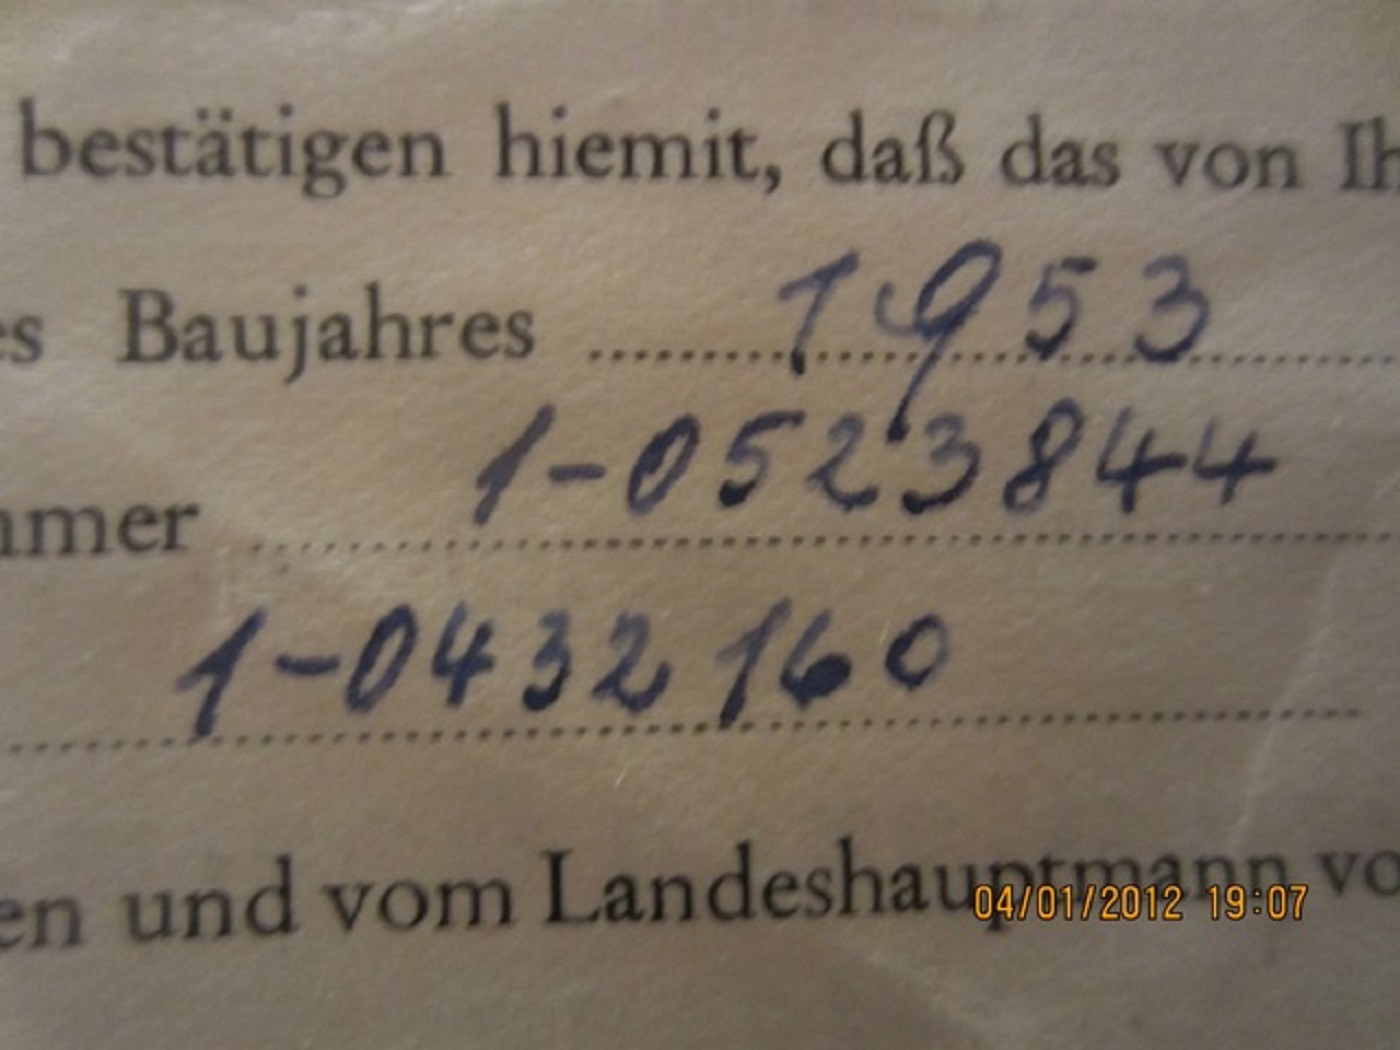 bestätigen hiemit, daß das von Ih
es Baujahres 1953
mmer 1-0523844
1-0432160
en und vom Landeshauptmann vo
04/01/2012 19:07